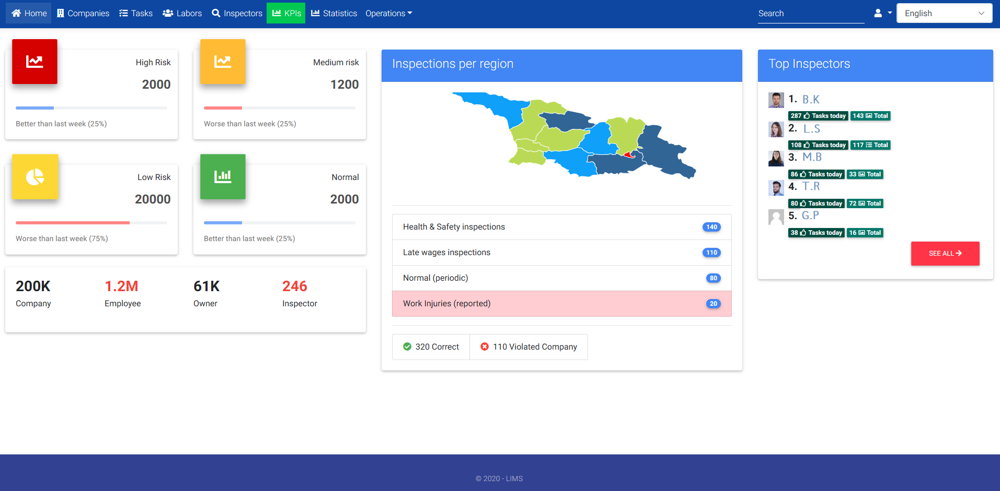 Home Companies Tasks Labors Inspectors KPIs Statistics Operations Search English
High Risk
2000
Better than last week (25%)
Medium risk
1200
Worse than last week (25%)
Low Risk
20000
Worse than last week (75%)
Normal
2000
Better than last week (25%)
200K 1.2M 61K 246
Company Employee Owner Inspector
Inspections per region
Health & Safety inspections 140
Late wages inspections 110
Normal (periodic) 80
Work Injuries (reported) 20
320 Correct 110 Violated Company
Top Inspectors
1. B.K
287 Tasks today 143 Total
2. L.S
108 Tasks today 117 Total
3. M.B
86 Tasks today 33 Total
4. T.R
80 Tasks today 72 Total
5. G.P
38 Tasks today 16 Total
SEE ALL
© 2020 - LIMS